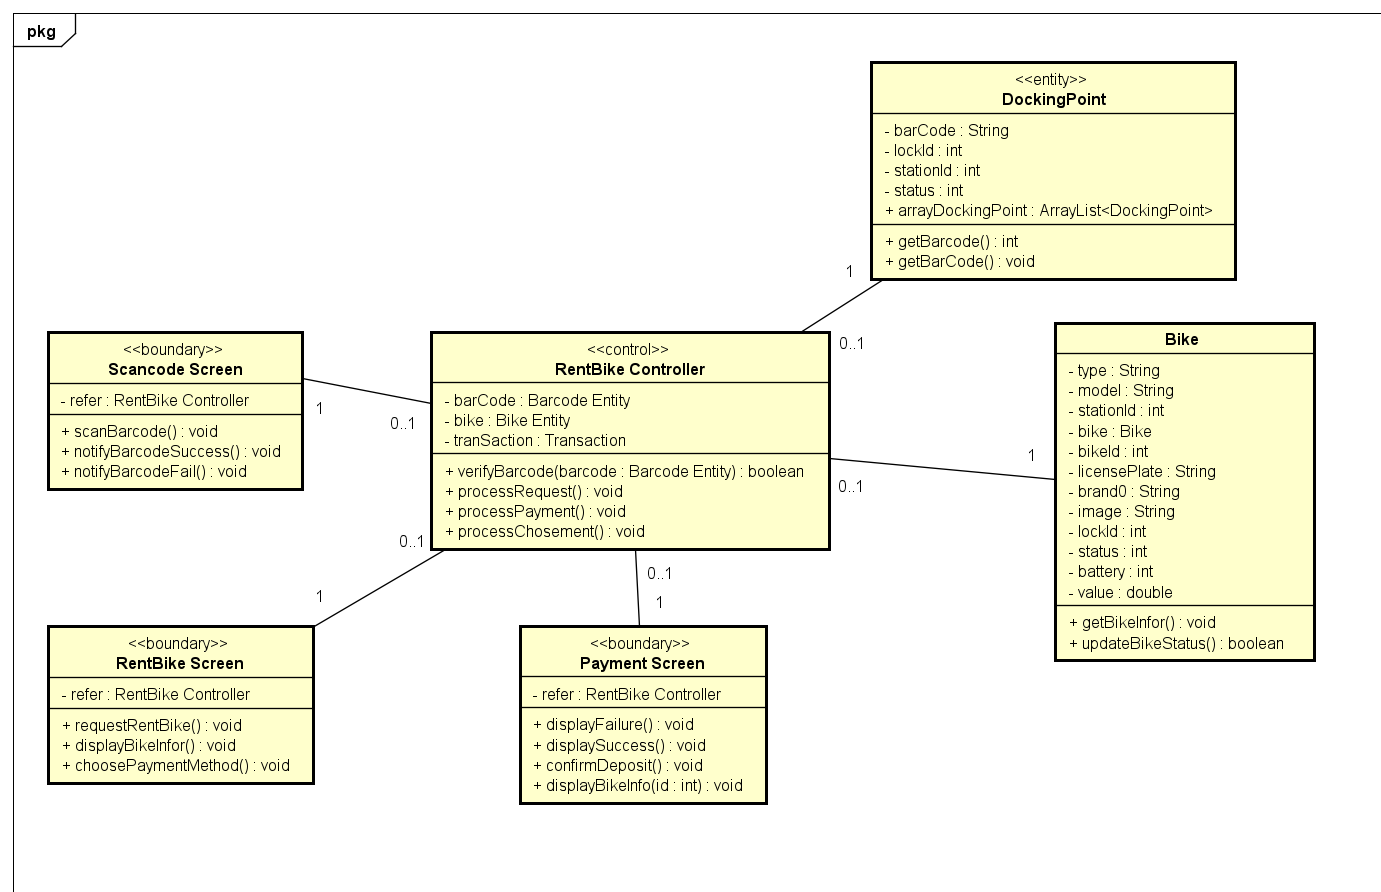 pkg
<<entity>>
DockingPoint
- barCode : String
- lockId : int
- stationId : int
- status : int
+ arrayDockingPoint : ArrayList<DockingPoint>
+ getBarcode() : int
+ getBarCode() : void
1
0..1
<<boundary>>
Scancode Screen
- refer : RentBike Controller
+ scanBarcode() : void
+ notifyBarcodeSuccess() : void
+ notifyBarcodeFail() : void
1
0..1
<<control>>
RentBike Controller
- barCode : Barcode Entity
- bike : Bike Entity
- tranSaction : Transaction
+ verifyBarcode(barcode : Barcode Entity) : boolean
+ processRequest() : void
+ processPayment() : void
+ processChosement() : void
1
0..1
Bike
- type : String
- model : String
- stationId : int
- bike : Bike
- bikeId : int
- licensePlate : String
- brand0 : String
- image : String
- lockId : int
- status : int
- battery : int
- value : double
+ getBikeInfor() : void
+ updateBikeStatus() : boolean
0..1
1
0..1
1
<<boundary>>
RentBike Screen
- refer : RentBike Controller
+ requestRentBike() : void
+ displayBikeInfor() : void
+ choosePaymentMethod() : void
<<boundary>>
Payment Screen
- refer : RentBike Controller
+ displayFailure() : void
+ displaySuccess() : void
+ confirmDeposit() : void
+ displayBikeInfo(id : int) : void